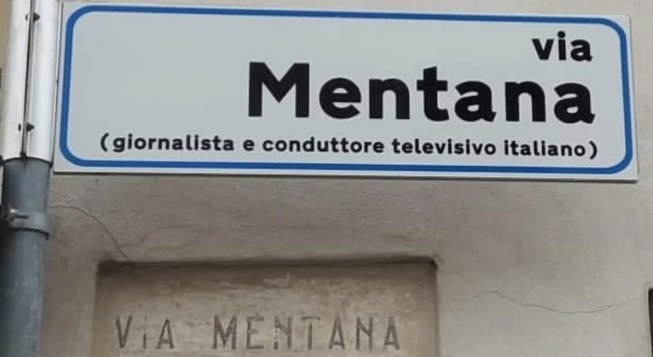 via
Mentana
(giornalista e conduttore televisivo italiano)
VIA MENTANA